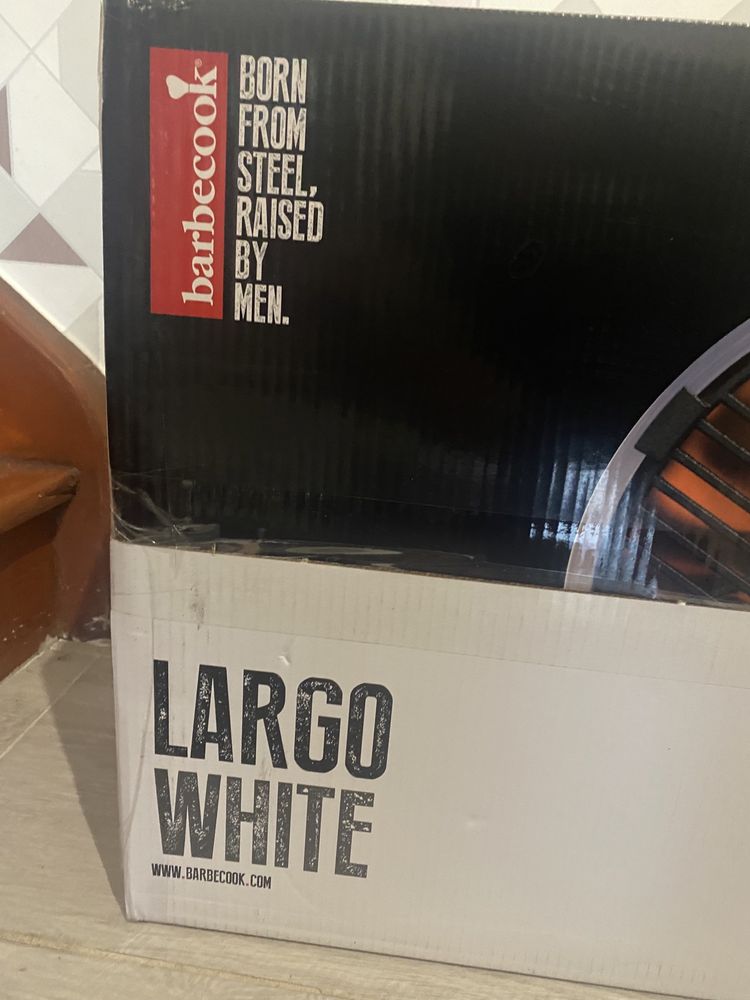 barbecook®
BORN
FROM
STEEL,
RAISED
BY
MEN.
LARGO
WHITE
WWW.BARBECOOK.COM